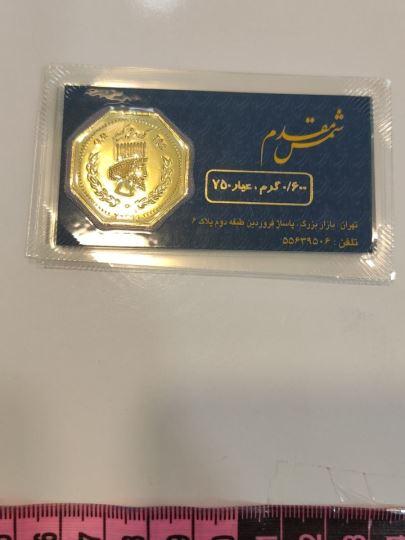 شمس مقدم
۰/۶۰۰ گرم، عیار ۷۵۰
تهران، بازار بزرگ، پاساژ فروردین طبقه دوم پلاک ۶
تلفن: ۵۵۶۳۹۵۰۶